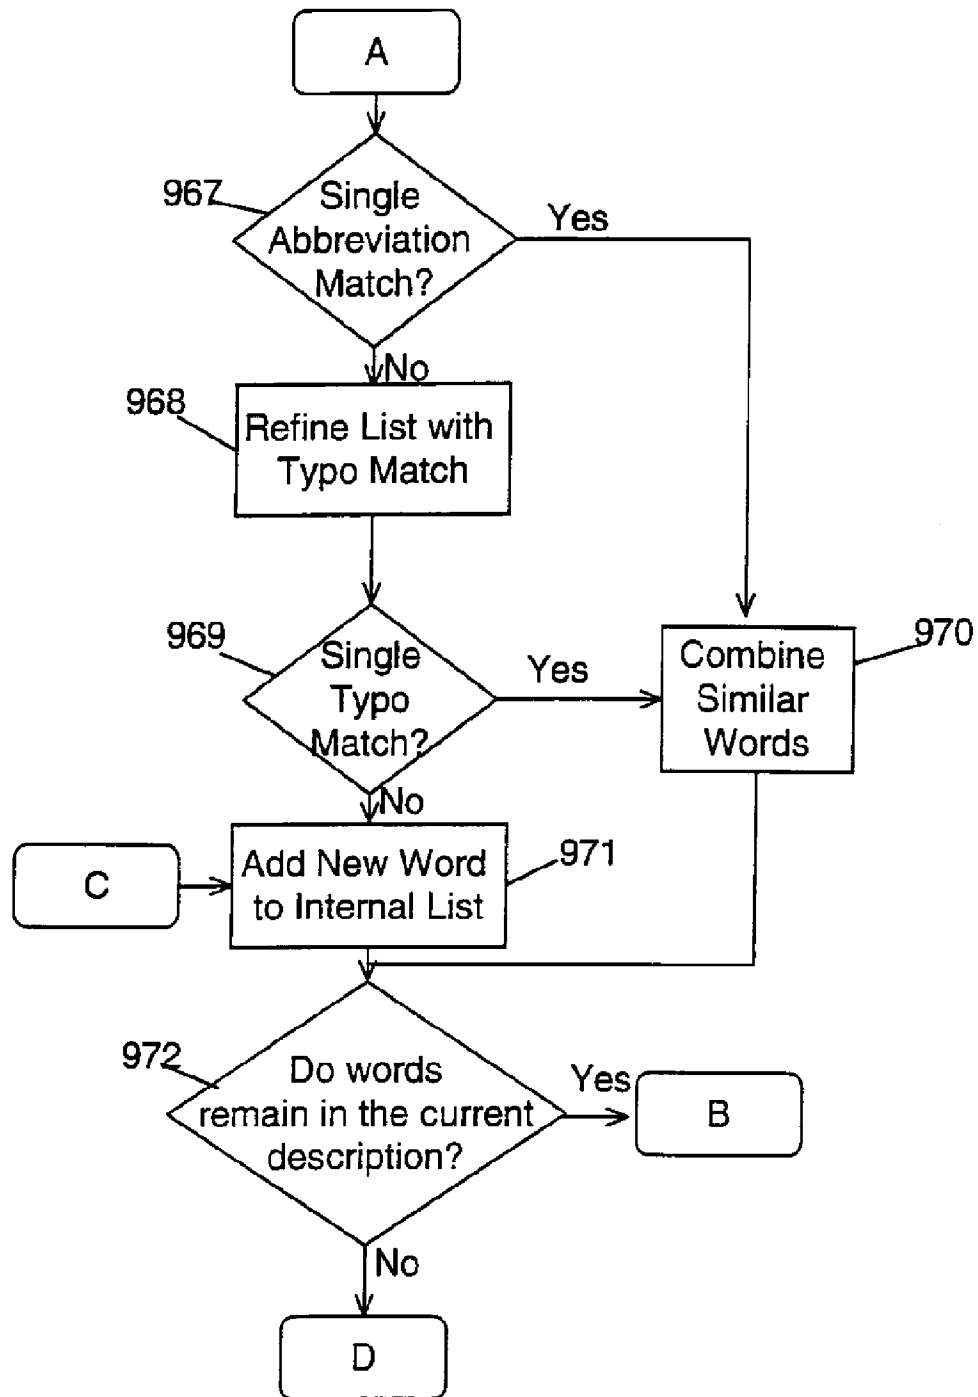 A
967
Single
Abbreviation
Match?
Yes
No
968
Refine List with
Typo Match
969
Single
Typo
Match?
Yes
970
Combine
Similar
Words
No
C
Add New Word
to Internal List
971
972
Do words
remain in the current
description?
Yes
B
No
D